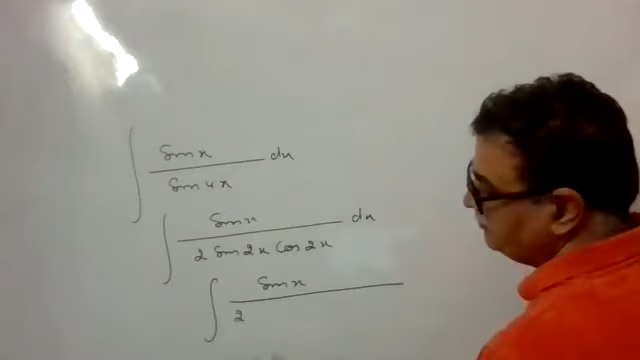 ∫ sin x / sin 4x dx
∫ sin x / 2 sin 2x cos 2x dx
∫ sin x / 2